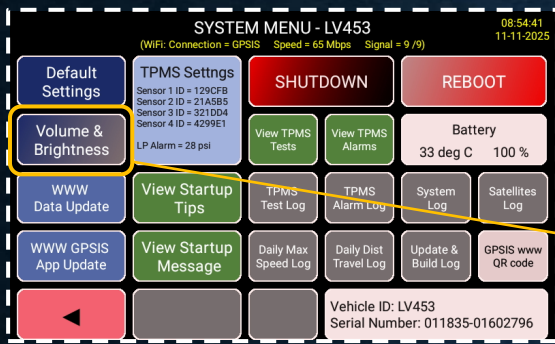 SYSTEM MENU - LV453
08:54:41
11-11-2025
(WiFi: Connection = GPSIS Speed = 65 Mbps Signal = 9 /9)
Default
Settings
TPMS Settngs
Sensor 1 ID = 129CFB
Sensor 2 ID = 21A5B5
Sensor 3 ID = 321DD4
Sensor 4 ID = 4299E1
LP Alarm = 28 psi
SHUTDOWN
REBOOT
Volume &
Brightness
View TPMS
Tests
View TPMS
Alarms
Battery
33 deg C 100 %
WWW
Data Update
View Startup
Tips
TPMS
Test Log
TPMS
Alarm Log
System
Log
Satellites
Log
WWW GPSIS
App Update
View Startup
Message
Daily Max
Speed Log
Daily Dist
Travel Log
Update &
Build Log
GPSIS www
QR code
Vehicle ID: LV453
Serial Number: 011835-01602796